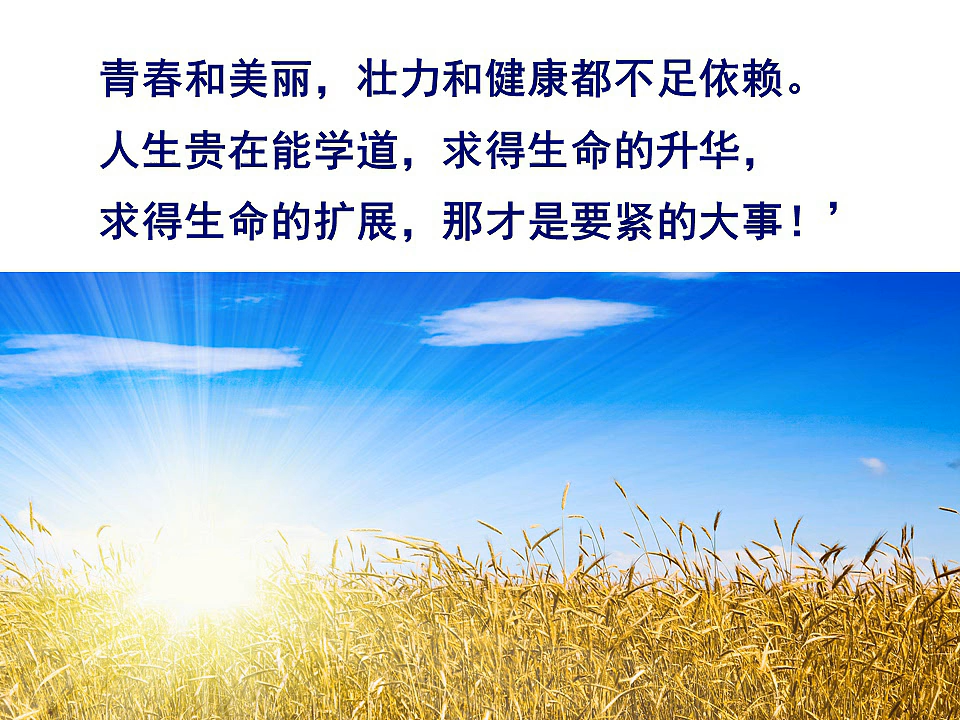 青春和美丽，壮力和健康都不足依赖。
人生贵在能学道，求得生命的升华，
求得生命的扩展，那才是要紧的大事！’